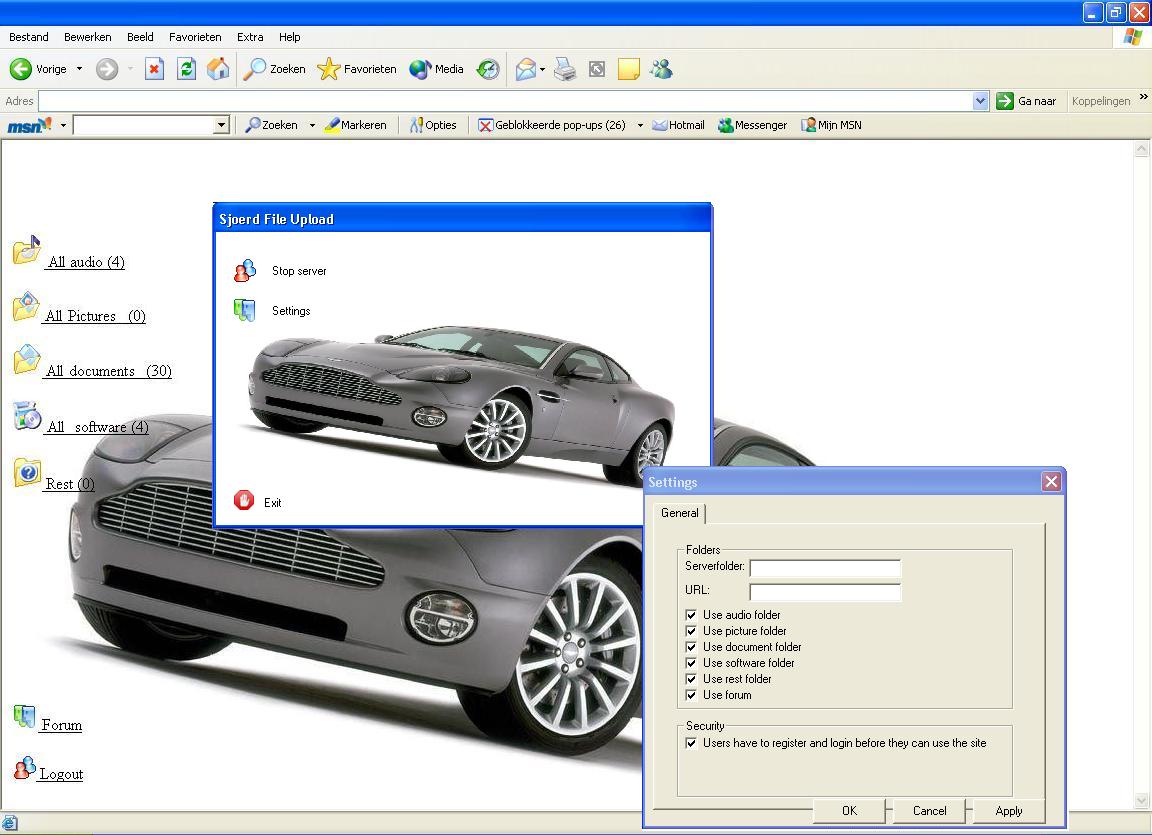 Bestand Bewerken Beeld Favorieten Extra Help
Vorige Zoeken Favorieten Media
Adres Ga naar Koppelingen »
msn Zoeken Markeren Opties Geblokkeerde pop-ups (26) Hotmail Messenger Mijn MSN
All audio (4)
All Pictures (0)
All documents (30)
All software (4)
Rest (0)
Forum
Logout
Sjoerd File Upload
Stop server
Settings
Exit
Settings
General
Folders
Serverfolder:
URL:
Use audio folder
Use picture folder
Use document folder
Use software folder
Use rest folder
Use forum
Security
Users have to register and login before they can use the site
OK Cancel Apply